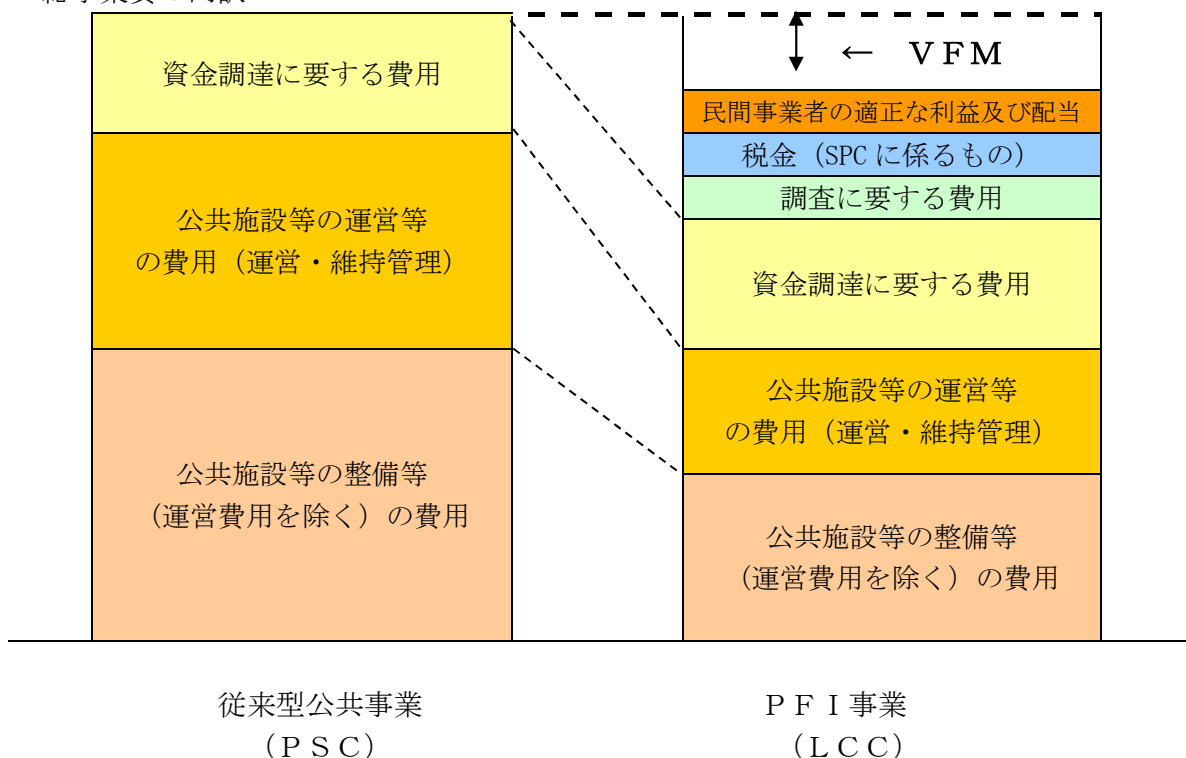 資金調達に要する費用
公共施設等の運営等
の費用（運営・維持管理）
公共施設等の整備等
（運営費用を除く）の費用
従来型公共事業
（ＰＳＣ）
← ＶＦＭ
民間事業者の適正な利益及び配当
税金（SPCに係るもの）
調査に要する費用
資金調達に要する費用
公共施設等の運営等
の費用（運営・維持管理）
公共施設等の整備等
（運営費用を除く）の費用
ＰＦＩ事業
（ＬＣＣ）